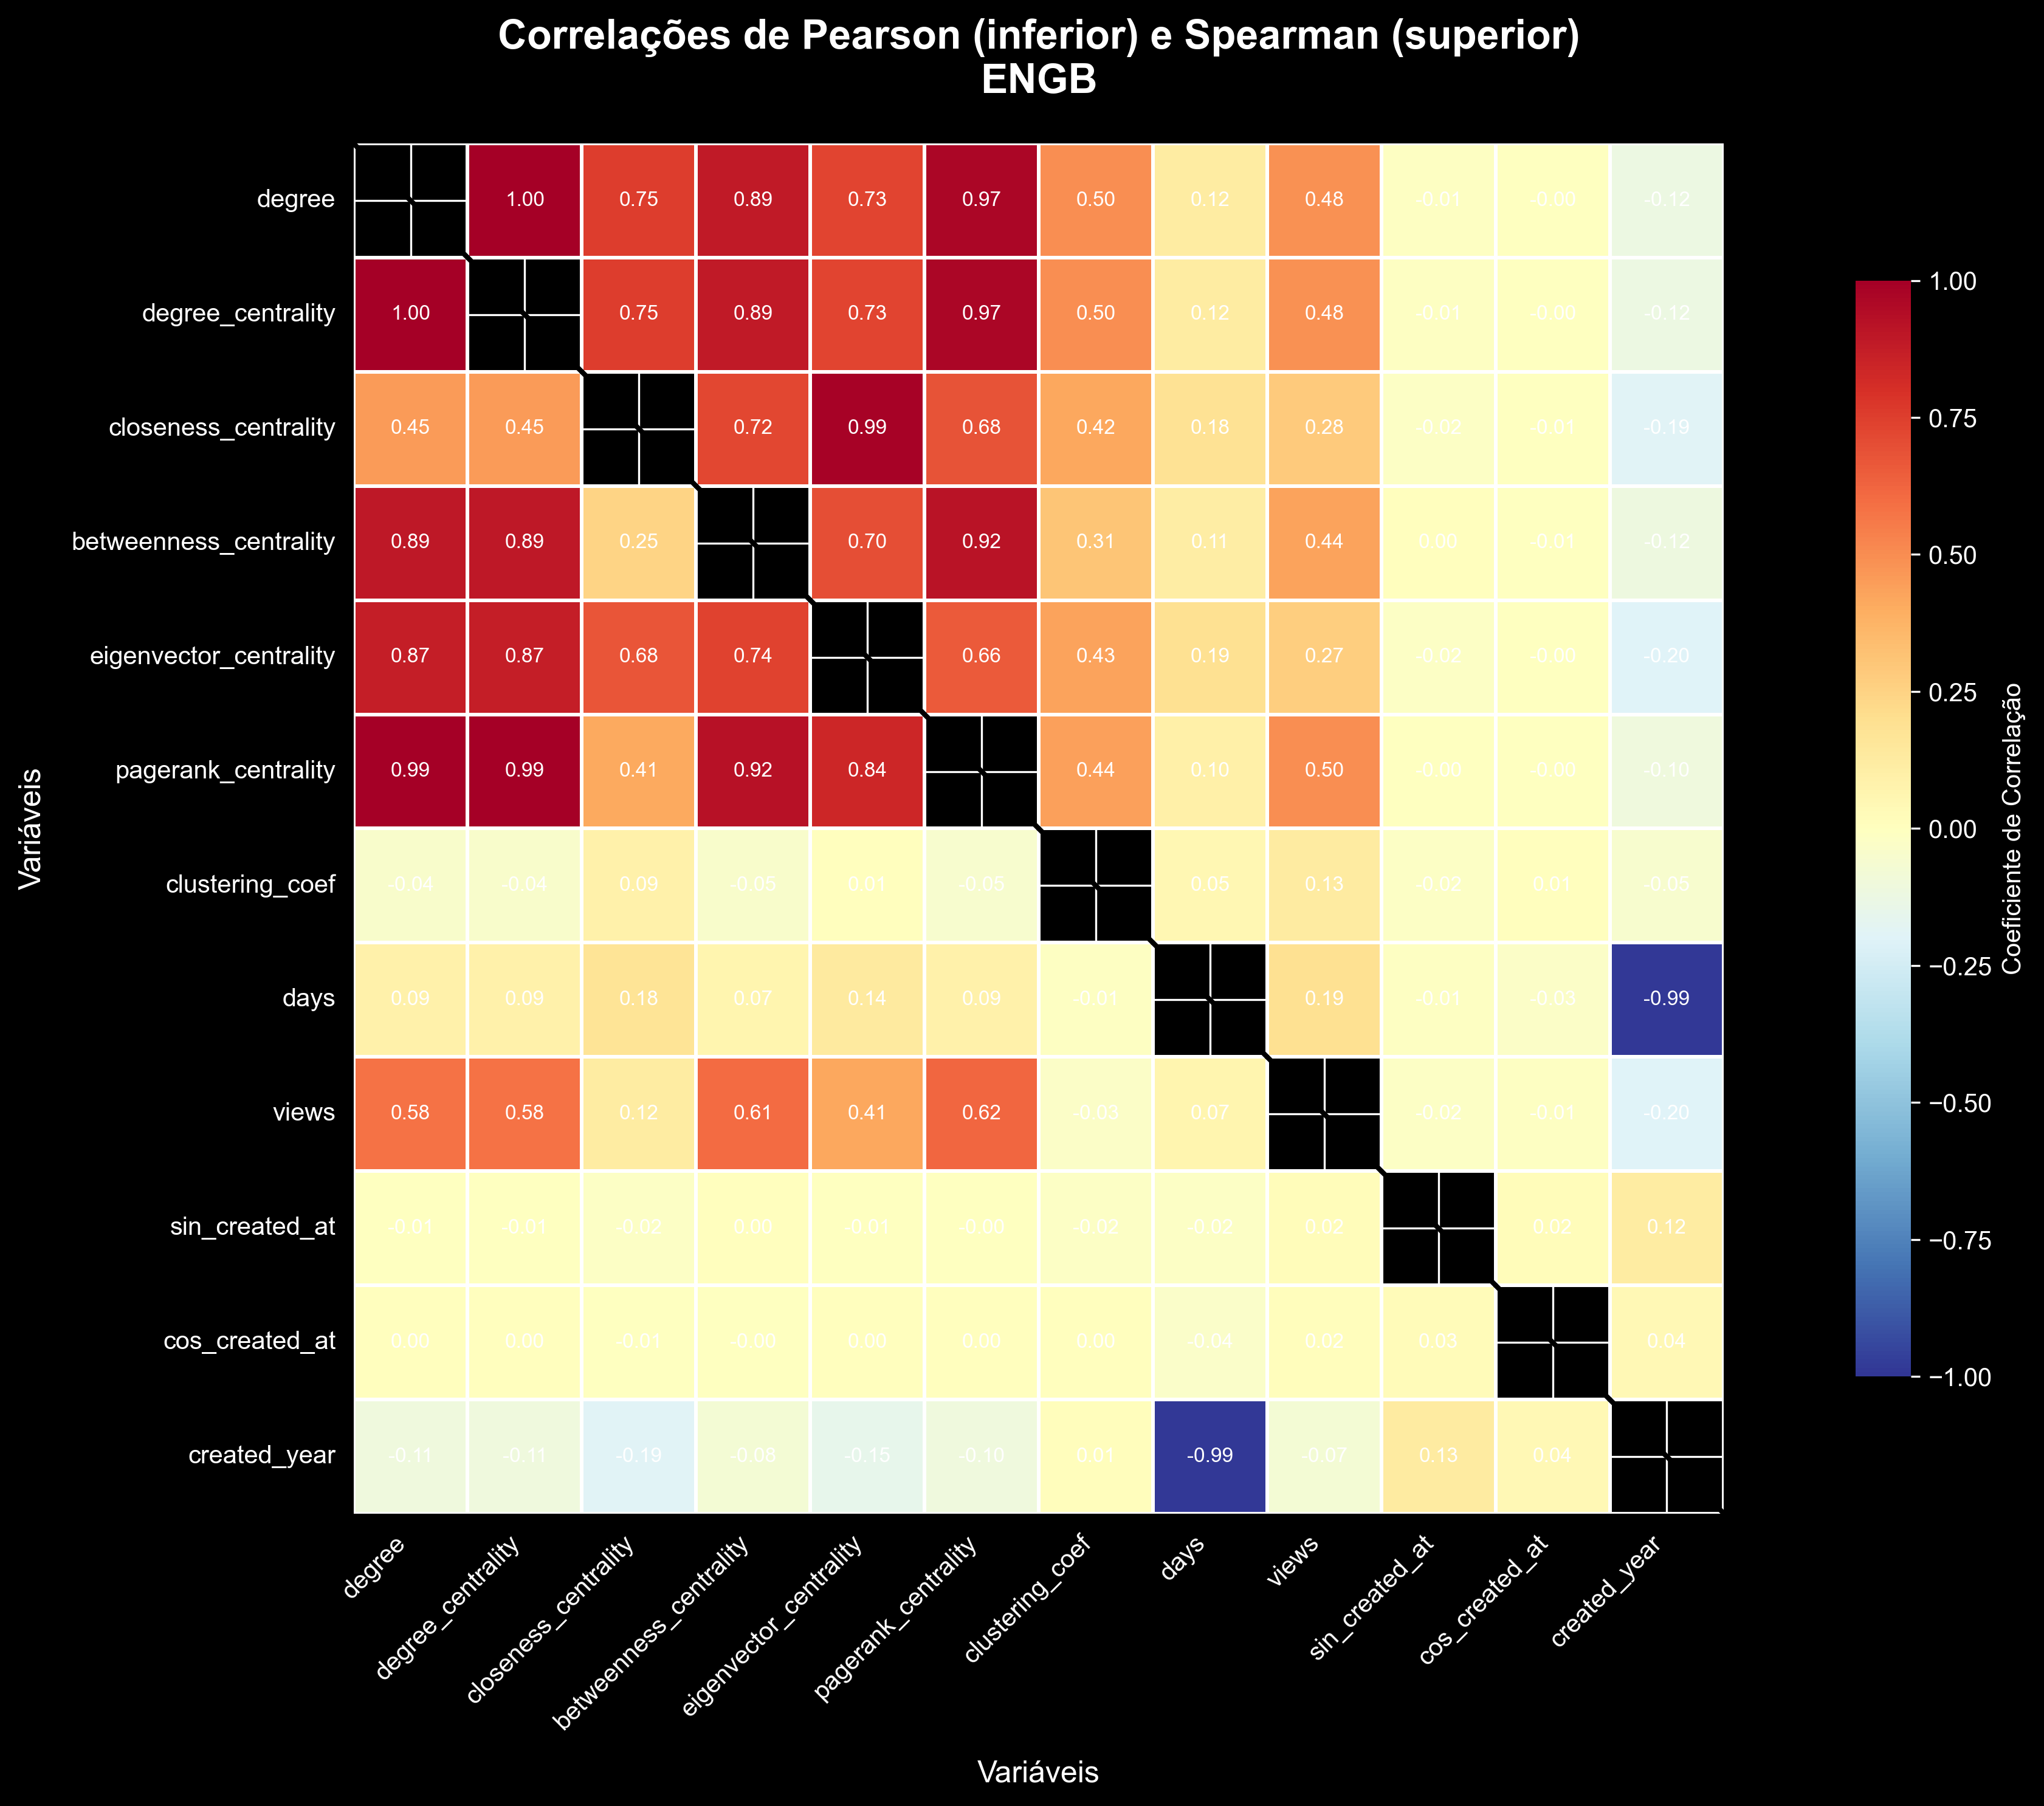 Correlações de Pearson (inferior) e Spearman (superior)
ENGB
degree 1.00 0.75 0.89 0.73 0.97 0.50 0.12 0.48 -0.01 -0.00 -0.12
degree_centrality 1.00 0.75 0.89 0.73 0.97 0.50 0.12 0.48 -0.01 -0.00 -0.12
closeness_centrality 0.45 0.45 0.72 0.99 0.68 0.42 0.18 0.28 -0.02 -0.01 -0.19
betweenness_centrality 0.89 0.89 0.25 0.70 0.92 0.31 0.11 0.44 0.00 -0.01 -0.12
eigenvector_centrality 0.87 0.87 0.68 0.74 0.66 0.43 0.19 0.27 -0.02 -0.00 -0.20
pagerank_centrality 0.99 0.99 0.41 0.92 0.84 0.44 0.10 0.50 -0.00 -0.00 -0.10
clustering_coef -0.04 -0.04 0.09 -0.05 0.01 -0.05 0.05 0.13 -0.02 0.01 -0.05
days 0.09 0.09 0.18 0.07 0.14 0.09 -0.01 0.19 -0.01 -0.03 -0.99
views 0.58 0.58 0.12 0.61 0.41 0.62 -0.03 0.07 -0.02 -0.01 -0.20
sin_created_at -0.01 -0.01 -0.02 0.00 -0.01 -0.00 -0.02 -0.02 0.02 0.02 0.12
cos_created_at 0.00 0.00 -0.01 -0.00 0.00 0.00 0.00 -0.04 0.02 0.03 0.04
created_year -0.11 -0.11 -0.19 -0.08 -0.15 -0.10 0.01 -0.99 -0.07 0.13 0.04
degree
degree_centrality
closeness_centrality
betweenness_centrality
eigenvector_centrality
pagerank_centrality
clustering_coef
days
views
sin_created_at
cos_created_at
created_year
Variáveis
Variáveis
1.00
0.75
0.50
0.25
0.00
−0.25
−0.50
−0.75
−1.00
Coeficiente de Correlação